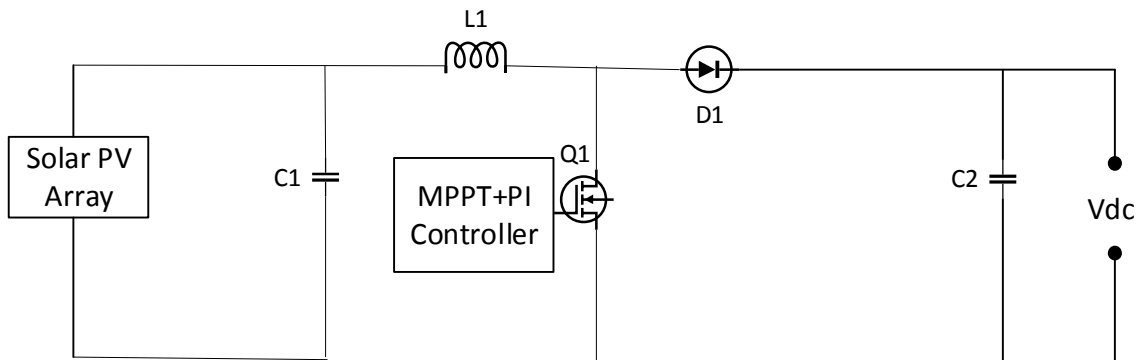 L1
D1
Solar PV
Array
C1
MPPT+PI
Controller
Q1
C2
Vdc